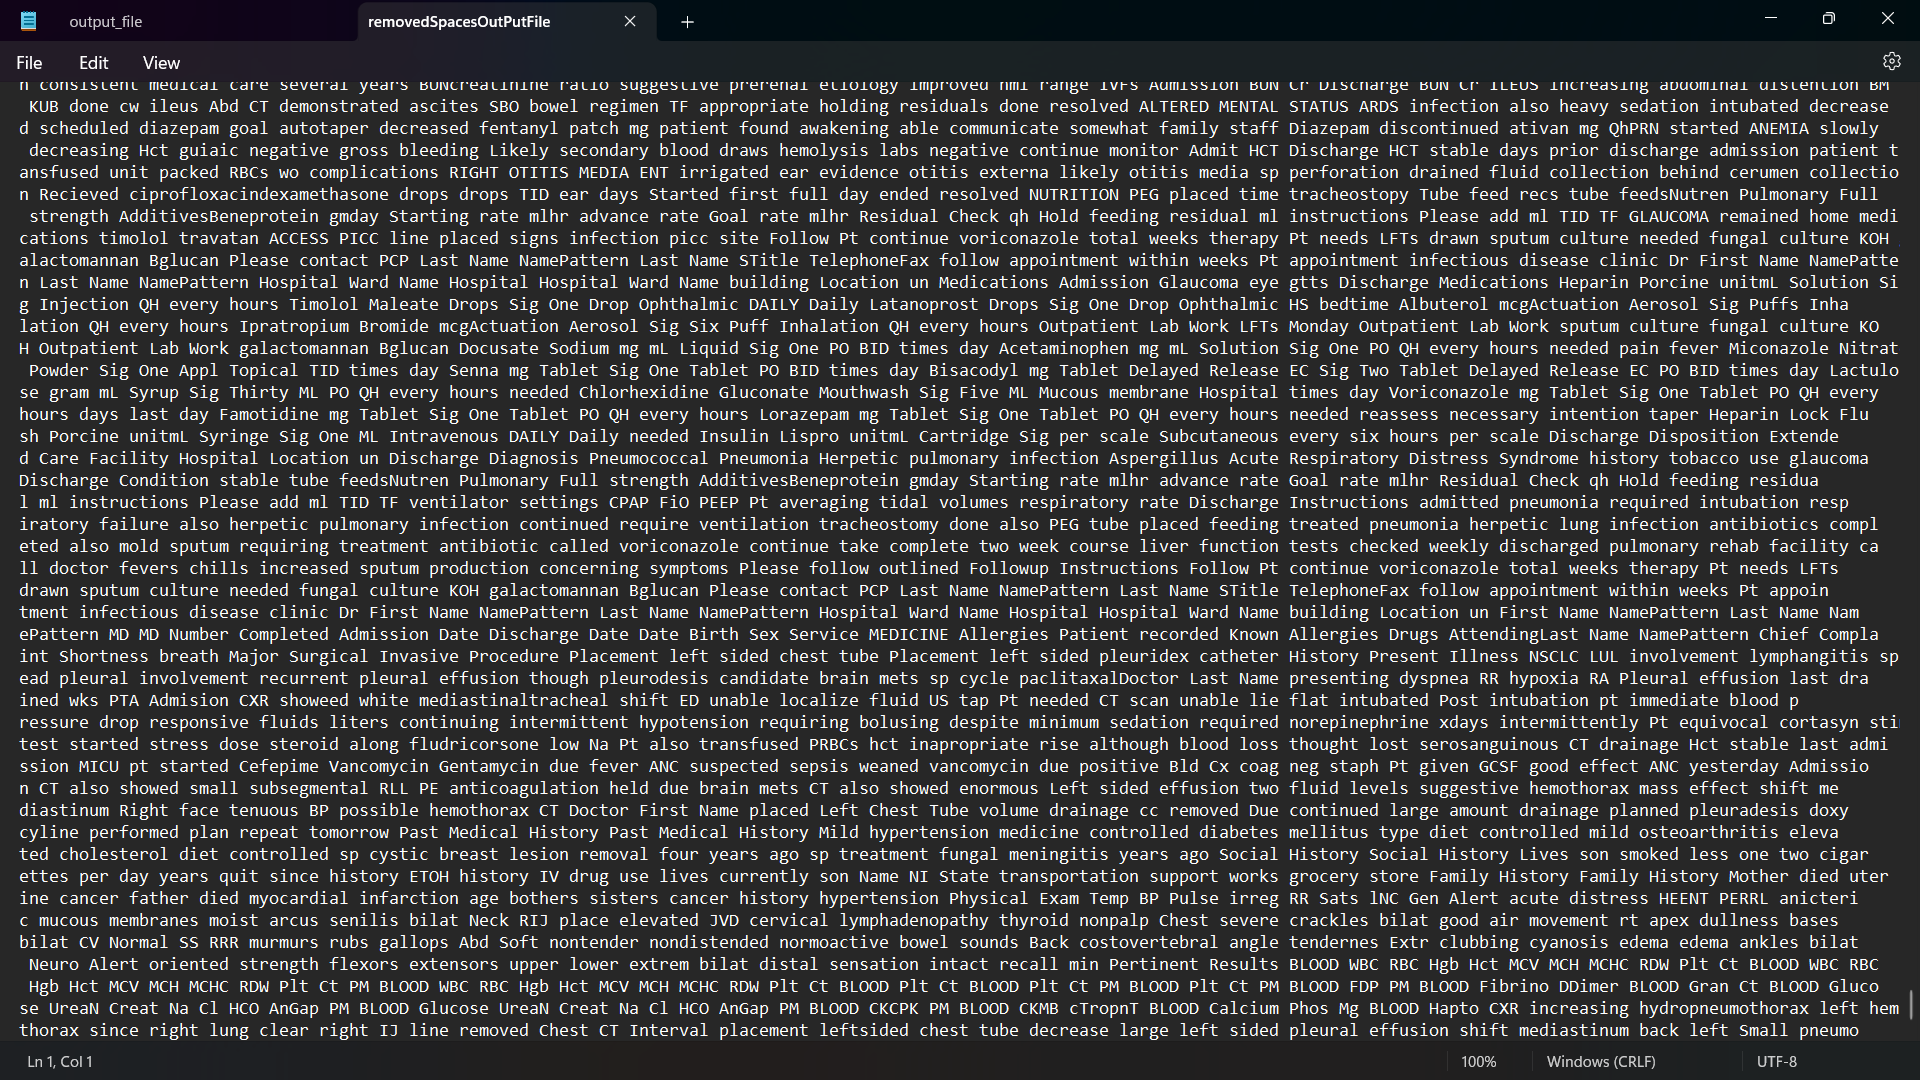 output_file
removedSpacesOutPutFile
File Edit View
n consistent medical care several years BUNcreatinine ratio suggestive prerenal etiology improved nml range IVFs Admission BUN Cr Discharge BUN Cr ILEUS increasing abdominal distention BM
KUB done cw ileus Abd CT demonstrated ascites SBO bowel regimen TF appropriate holding residuals done resolved ALTERED MENTAL STATUS ARDS infection also heavy sedation intubated decrease
d scheduled diazepam goal autotaper decreased fentanyl patch mg patient found awakening able communicate somewhat family staff Diazepam discontinued ativan mg QhPRN started ANEMIA slowly
decreasing Hct guiaic negative gross bleeding Likely secondary blood draws hemolysis labs negative continue monitor Admit HCT Discharge HCT stable days prior discharge admission patient t
ansfused unit packed RBCs wo complications RIGHT OTITIS MEDIA ENT irrigated ear evidence otitis externa likely otitis media sp perforation drained fluid collection behind cerumen collectio
n Recieved ciprofloxacindexamethasone drops drops TID ear days Started first full day ended resolved NUTRITION PEG placed time tracheostopy Tube feed recs tube feedsNutren Pulmonary Full
strength AdditivesBeneprotein gmday Starting rate mlhr advance rate Goal rate mlhr Residual Check qh Hold feeding residual ml instructions Please add ml TID TF GLAUCOMA remained home medi
cations timolol travatan ACCESS PICC line placed signs infection picc site Follow Pt continue voriconazole total weeks therapy Pt needs LFTs drawn sputum culture needed fungal culture KOH
alactomannan Bglucan Please contact PCP Last Name NamePattern Last Name STitle TelephoneFax follow appointment within weeks Pt appointment infectious disease clinic Dr First Name NamePatte
n Last Name NamePattern Hospital Ward Name Hospital Hospital Ward Name building Location un Medications Admission Glaucoma eye gtts Discharge Medications Heparin Porcine unitmL Solution Si
g Injection QH every hours Timolol Maleate Drops Sig One Drop Ophthalmic DAILY Daily Latanoprost Drops Sig One Drop Ophthalmic HS bedtime Albuterol mcgActuation Aerosol Sig Puffs Inha
lation QH every hours Ipratropium Bromide mcgActuation Aerosol Sig Six Puff Inhalation QH every hours Outpatient Lab Work LFTs Monday Outpatient Lab Work sputum culture fungal culture KO
H Outpatient Lab Work galactomannan Bglucan Docusate Sodium mg mL Liquid Sig One PO BID times day Acetaminophen mg mL Solution Sig One PO QH every hours needed pain fever Miconazole Nitrat
Powder Sig One Appl Topical TID times day Senna mg Tablet Sig One Tablet PO BID times day Bisacodyl mg Tablet Delayed Release EC Sig Two Tablet Delayed Release EC PO BID times day Lactulo
se gram mL Syrup Sig Thirty ML PO QH every hours needed Chlorhexidine Gluconate Mouthwash Sig Five ML Mucous membrane Hospital times day Voriconazole mg Tablet Sig One Tablet PO QH every
hours days last day Famotidine mg Tablet Sig One Tablet PO QH every hours Lorazepam mg Tablet Sig One Tablet PO QH every hours needed reassess necessary intention taper Heparin Lock Flu
sh Porcine unitmL Syringe Sig One ML Intravenous DAILY Daily needed Insulin Lispro unitmL Cartridge Sig per scale Subcutaneous every six hours per scale Discharge Disposition Extende
d Care Facility Hospital Location un Discharge Diagnosis Pneumococcal Pneumonia Herpetic pulmonary infection Aspergillus Acute Respiratory Distress Syndrome history tobacco use glaucoma
Discharge Condition stable tube feedsNutren Pulmonary Full strength AdditivesBeneprotein gmday Starting rate mlhr advance rate Goal rate mlhr Residual Check qh Hold feeding residua
l ml instructions Please add ml TID TF ventilator settings CPAP FiO PEEP Pt averaging tidal volumes respiratory rate Discharge Instructions admitted pneumonia required intubation resp
iratory failure also herpetic pulmonary infection continued require ventilation tracheostomy done also PEG tube placed feeding treated pneumonia herpetic lung infection antibiotics compl
eted also mold sputum requiring treatment antibiotic called voriconazole continue take complete two week course liver function tests checked weekly discharged pulmonary rehab facility ca
ll doctor fevers chills increased sputum production concerning symptoms Please follow outlined Followup Instructions Follow Pt continue voriconazole total weeks therapy Pt needs LFTs
drawn sputum culture needed fungal culture KOH galactomannan Bglucan Please contact PCP Last Name NamePattern Last Name STitle TelephoneFax follow appointment within weeks Pt appoin
tment infectious disease clinic Dr First Name NamePattern Last Name NamePattern Hospital Ward Name Hospital Hospital Ward Name building Location un First Name NamePattern Last Name Nam
ePattern MD MD Number Completed Admission Date Discharge Date Date Birth Sex Service MEDICINE Allergies Patient recorded Known Allergies Drugs AttendingLast Name NamePattern Chief Compla
int Shortness breath Major Surgical Invasive Procedure Placement left sided chest tube Placement left sided pleuridex catheter History Present Illness NSCLC LUL involvement lymphangitis sp
ead pleural involvement recurrent pleural effusion though pleurodesis candidate brain mets sp cycle paclitaxalDoctor Last Name presenting dyspnea RR hypoxia RA Pleural effusion last dra
ined wks PTA Admision CXR showeed white mediastinaltracheal shift ED unable localize fluid US tap Pt needed CT scan unable lie flat intubated Post intubation pt immediate blood p
ressure drop responsive fluids liters continuing intermittent hypotension requiring bolusing despite minimum sedation required norepinephrine xdays intermittently Pt equivocal cortasyn sti
test started stress dose steroid along fludricorsone low Na Pt also transfused PRBCs hct inapropriate rise although blood loss thought lost serosanguinous CT drainage Hct stable last admi
ssion MICU pt started Cefepime Vancomycin Gentamycin due fever ANC suspected sepsis weaned vancomycin due positive Bld Cx coag neg staph Pt given GCSF good effect ANC yesterday Admissio
n CT also showed small subsegmental RLL PE anticoagulation held due brain mets CT also showed enormous Left sided effusion two fluid levels suggestive hemothorax mass effect shift me
diastinum Right face tenuous BP possible hemothorax CT Doctor First Name placed Left Chest Tube volume drainage cc removed Due continued large amount drainage planned pleuradesis doxy
cyline performed plan repeat tomorrow Past Medical History Past Medical History Mild hypertension medicine controlled diabetes mellitus type diet controlled mild osteoarthritis eleva
ted cholesterol diet controlled sp cystic breast lesion removal four years ago sp treatment fungal meningitis years ago Social History Social History Lives son smoked less one two cigar
ettes per day years quit since history ETOH history IV drug use lives currently son Name NI State transportation support works grocery store Family History Family History Mother died uter
ine cancer father died myocardial infarction age bothers sisters cancer history hypertension Physical Exam Temp BP Pulse irreg RR Sats lNC Gen Alert acute distress HEENT PERRL anicteri
c mucous membranes moist arcus senilis bilat Neck RIJ place elevated JVD cervical lymphadenopathy thyroid nonpalp Chest severe crackles bilat good air movement rt apex dullness bases
bilat CV Normal SS RRR murmurs rubs gallops Abd Soft nontender nondistended normoactive bowel sounds Back costovertebral angle tendernes Extr clubbing cyanosis edema edema ankles bilat
Neuro Alert oriented strength flexors extensors upper lower extrem bilat distal sensation intact recall min Pertinent Results BLOOD WBC RBC Hgb Hct MCV MCH MCHC RDW Plt Ct BLOOD WBC RBC
Hgb Hct MCV MCH MCHC RDW Plt Ct PM BLOOD WBC RBC Hgb Hct MCV MCH MCHC RDW Plt Ct BLOOD Plt Ct BLOOD Plt Ct PM BLOOD Plt Ct PM BLOOD FDP PM BLOOD Fibrino DDimer BLOOD Gran Ct BLOOD Gluco
se UreaN Creat Na Cl HCO AnGap PM BLOOD Glucose UreaN Creat Na Cl HCO AnGap PM BLOOD CKCPK PM BLOOD CKMB cTropnT BLOOD Calcium Phos Mg BLOOD Hapto CXR increasing hydropneumothorax left hem
thorax since right lung clear right IJ line removed Chest CT Interval placement leftsided chest tube decrease large left sided pleural effusion shift mediastinum back left Small pneumo
Ln 1, Col 1 100% Windows (CRLF) UTF-8